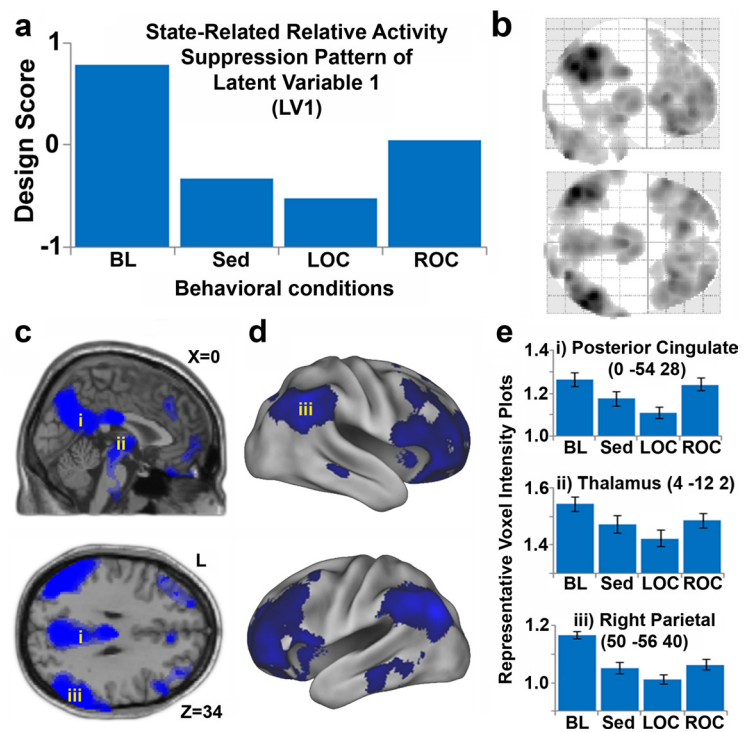 a
State-Related Relative Activity
Suppression Pattern of
Latent Variable 1
(LV1)
Design Score
1
0
-1
BL Sed LOC ROC
Behavioral conditions
b
c
X=0
i
ii
L
i
iii
Z=34
d
iii
e
Representative Voxel Intensity Plots
i) Posterior Cingulate
(0 -54 28)
1.4
1.2
1.0
BL Sed LOC ROC
ii) Thalamus (4 -12 2)
1.6
1.4
BL Sed LOC ROC
iii) Right Parietal
(50 -56 40)
1.2
1.0
BL Sed LOC ROC